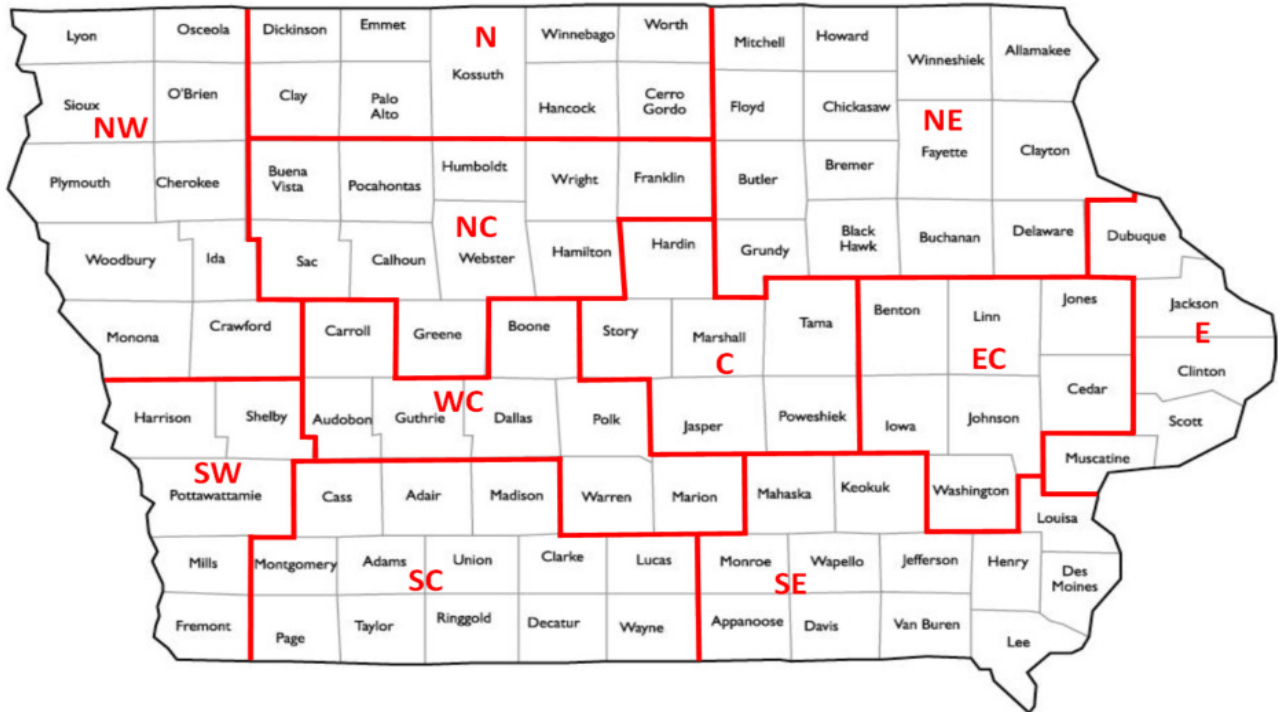 Lyon
Osceola
Dickinson
Emmet
N
Winnebago
Worth
Mitchell
Howard
Winneshiek
Allamakee
Kossuth
Sioux
O'Brien
Clay
Palo
Alto
Hancock
Cerro
Gordo
Floyd
Chickasaw
NW
NE
Fayette
Clayton
Plymouth
Cherokee
Buena
Vista
Pocahontas
Humboldt
Wright
Franklin
Butler
Bremer
NC
Woodbury
Ida
Sac
Calhoun
Webster
Hamilton
Hardin
Grundy
Black
Hawk
Buchanan
Delaware
Dubuque
Monona
Crawford
Carroll
Greene
Boone
Story
Marshall
Tama
Benton
Linn
Jones
Jackson
C
EC
E
Clinton
Harrison
Shelby
Audobon
Guthrie
WC
Dallas
Polk
Jasper
Poweshiek
Iowa
Johnson
Cedar
Scott
SW
Pottawattamie
Cass
Adair
Madison
Warren
Marion
Mahaska
Keokuk
Washington
Muscatine
Louisa
Mills
Montgomery
Adams
Union
Clarke
Lucas
Monroe
Wapello
Jefferson
Henry
Des
Moines
SC
SE
Fremont
Page
Taylor
Ringgold
Decatur
Wayne
Appanoose
Davis
Van Buren
Lee